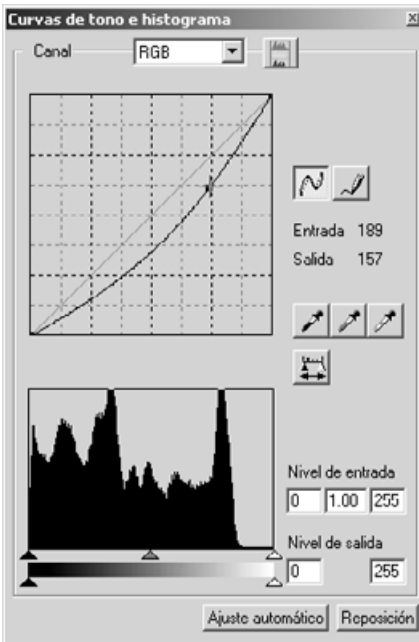 Curvas de tono e histograma
Canal RGB
Entrada 189
Salida 157
Nivel de entrada
0 1.00 255
Nivel de salida
0 255
Ajuste automático Reposición